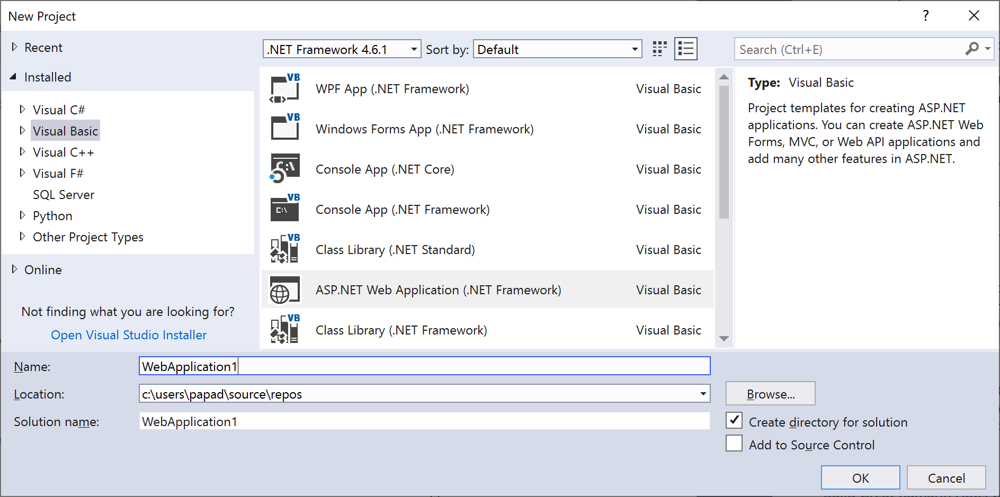 New Project
?
Recent
Installed
Visual C#
Visual Basic
Visual C++
Visual F#
SQL Server
Python
Other Project Types
Online
Not finding what you are looking for?
Open Visual Studio Installer
.NET Framework 4.6.1
Sort by: Default
Search (Ctrl+E)
VB
WPF App (.NET Framework) Visual Basic
VB
Windows Forms App (.NET Framework) Visual Basic
C:\
Console App (.NET Core) Visual Basic
VB
C:\
Console App (.NET Framework) Visual Basic
VB
Class Library (.NET Standard) Visual Basic
ASP.NET Web Application (.NET Framework) Visual Basic
VB
Class Library (.NET Framework) Visual Basic
Type: Visual Basic
Project templates for creating ASP.NET
applications. You can create ASP.NET Web
Forms, MVC, or Web API applications and
add many other features in ASP.NET.
Name: WebApplication1
Location: c:\users\papad\source\repos
Browse...
Solution name: WebApplication1
Create directory for solution
Add to Source Control
OK
Cancel